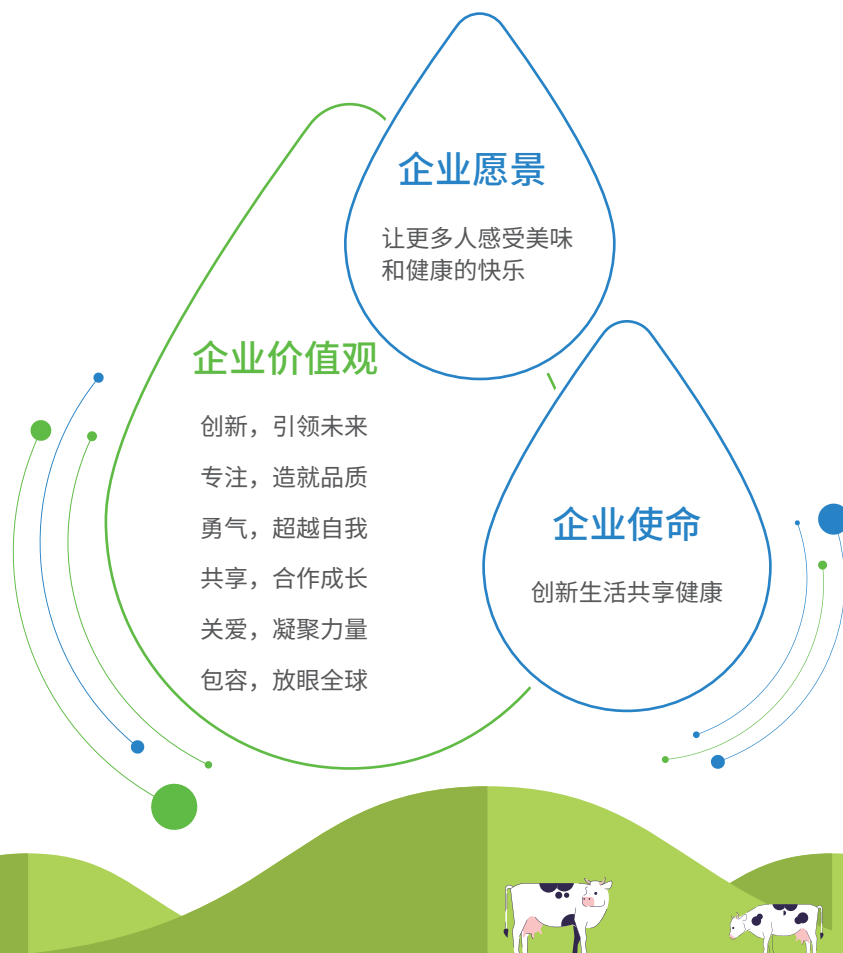 企业愿景
让更多人感受美味
和健康的快乐
企业价值观
创新，引领未来
专注，造就品质
勇气，超越自我
共享，合作成长
关爱，凝聚力量
包容，放眼全球
企业使命
创新生活共享健康